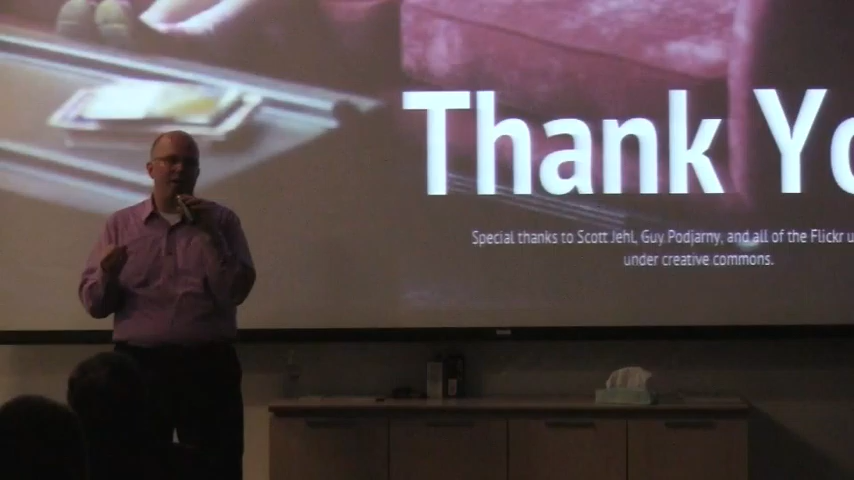 Thank Yo
Special thanks to Scott Jehl, Guy Podjarny, and all of the Flickr u
under creative commons.